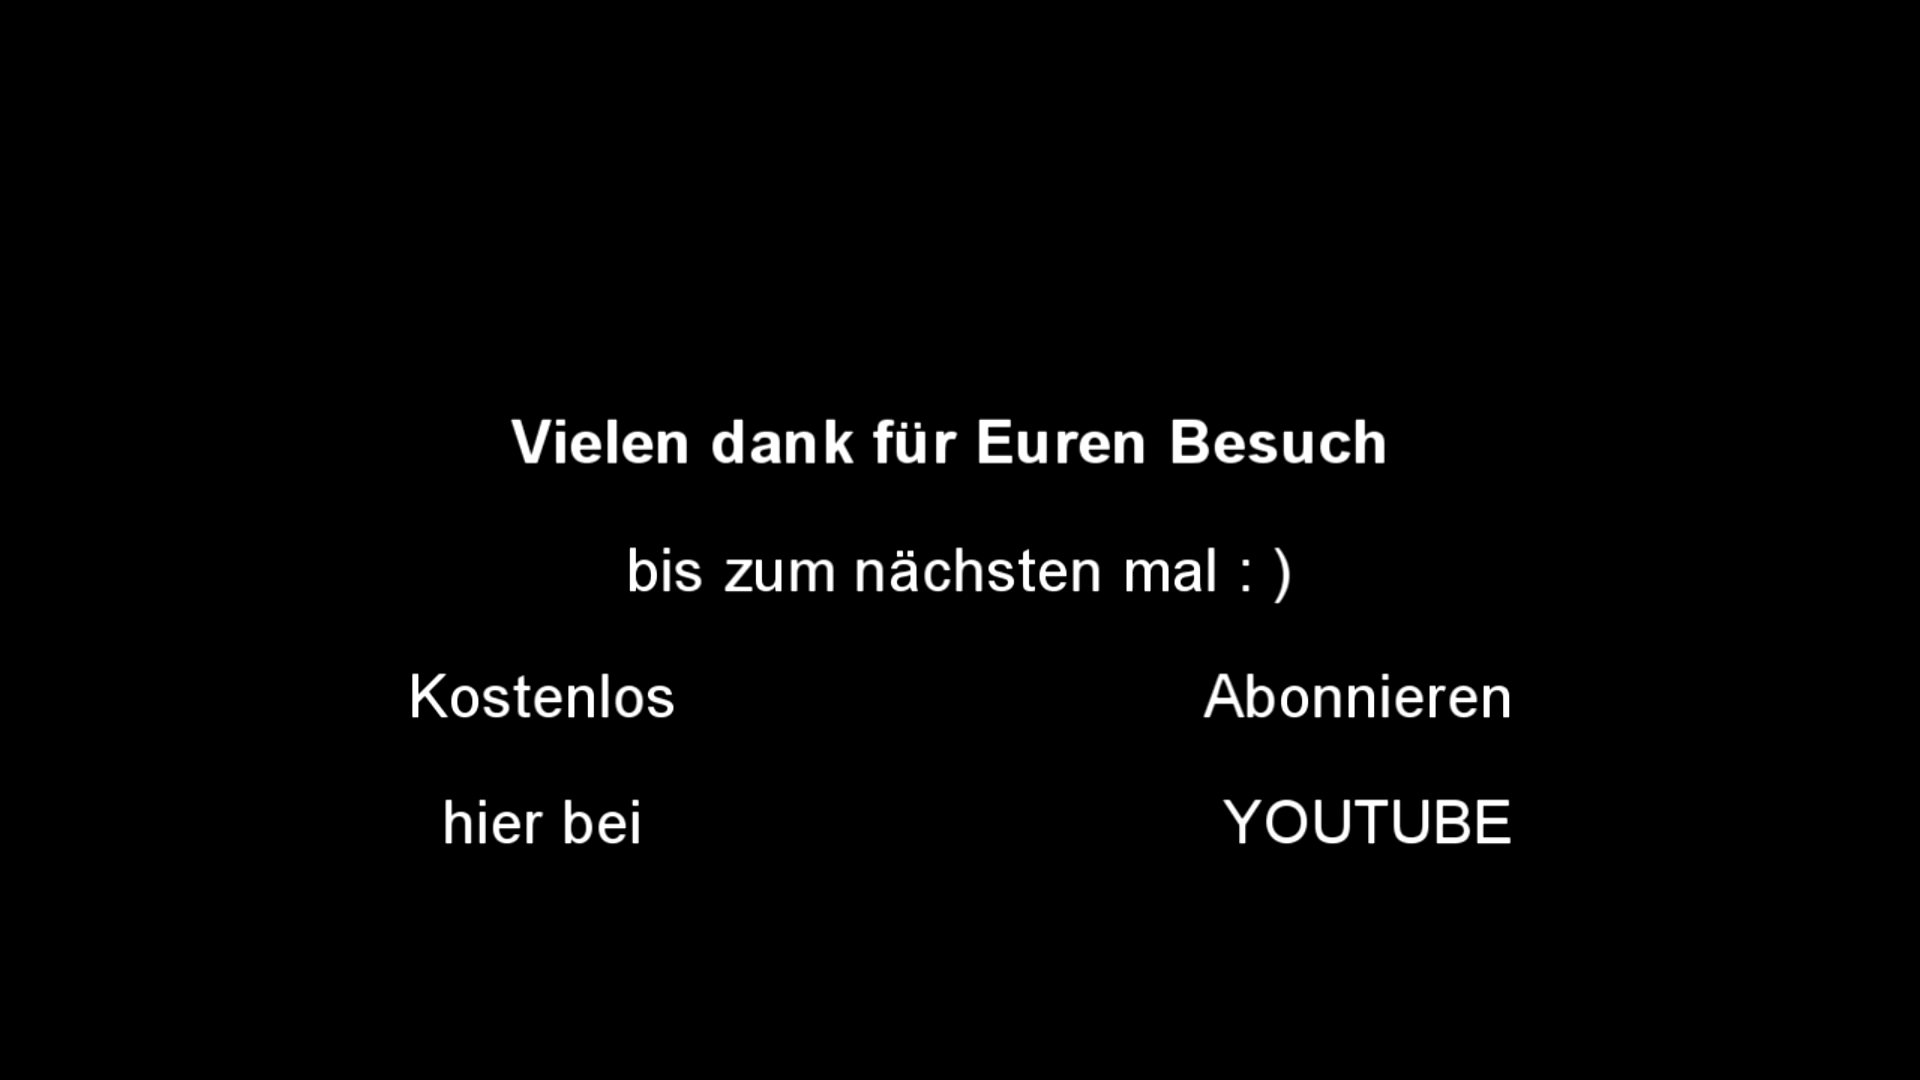 Vielen dank für Euren Besuch
bis zum nächsten mal : )
Kostenlos Abonnieren
hier bei YOUTUBE